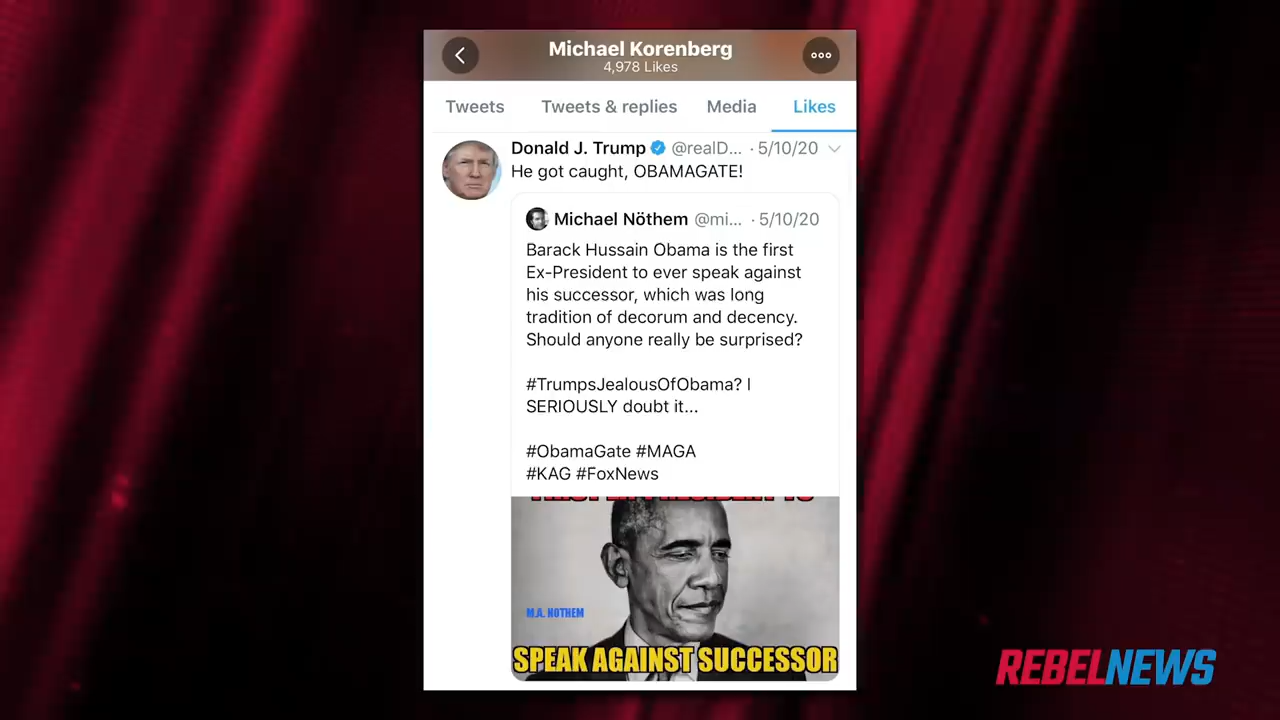 Michael Korenberg
4,978 Likes
Tweets Tweets & replies Media Likes
Donald J. Trump @realD... · 5/10/20
He got caught, OBAMAGATE!
Michael Nöthem @mi... · 5/10/20
Barack Hussain Obama is the first
Ex-President to ever speak against
his successor, which was long
tradition of decorum and decency.
Should anyone really be surprised?
#TrumpsJealousOfObama? I
SERIOUSLY doubt it...
#ObamaGate #MAGA
#KAG #FoxNews
M.A. NOTHEM
SPEAK AGAINST SUCCESSOR
REBELNEWS